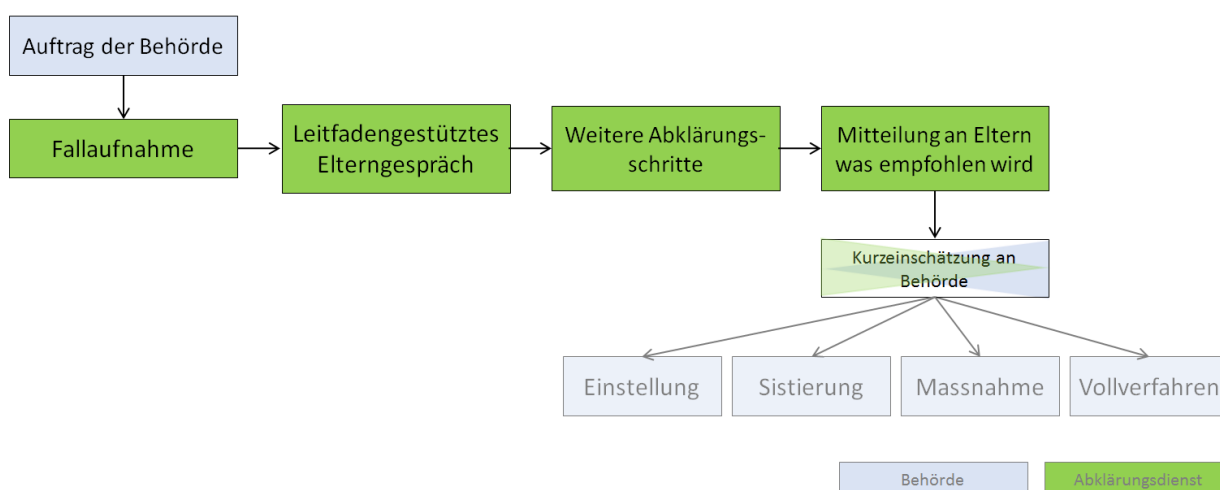 Auftrag der Behörde
Fallaufnahme
Leitfadengestütztes
Elterngespräch
Weitere Abklärungs-
schritte
Mitteilung an Eltern
was empfohlen wird
Kurzeinschätzung an
Behörde
Einstellung
Sistierung
Massnahme
Vollverfahren
Behörde
Abklärungsdienst